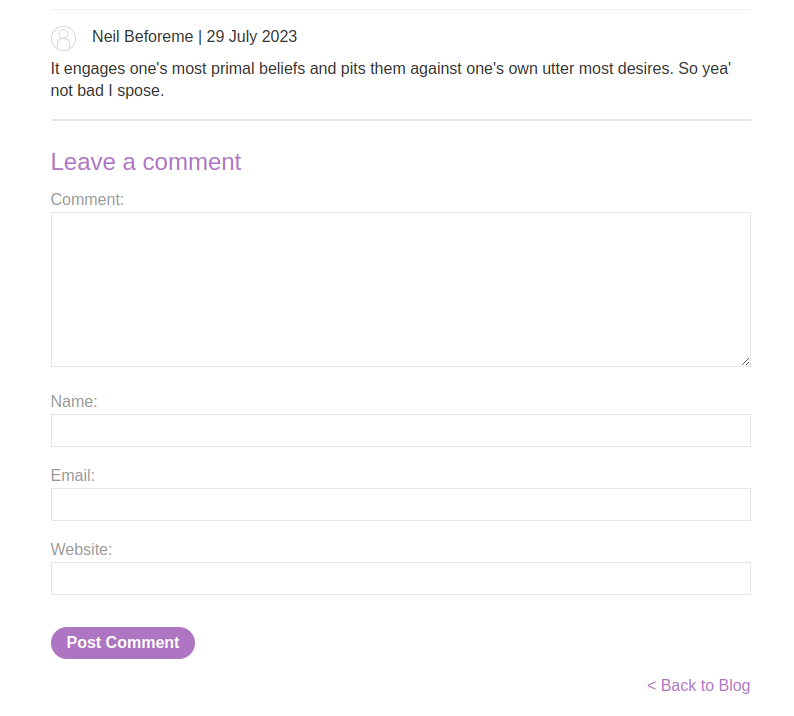 Neil Beforeme | 29 July 2023
It engages one's most primal beliefs and pits them against one's own utter most desires. So yea'
not bad I spose.
Leave a comment
Comment:
Name:
Email:
Website:
Post Comment
< Back to Blog